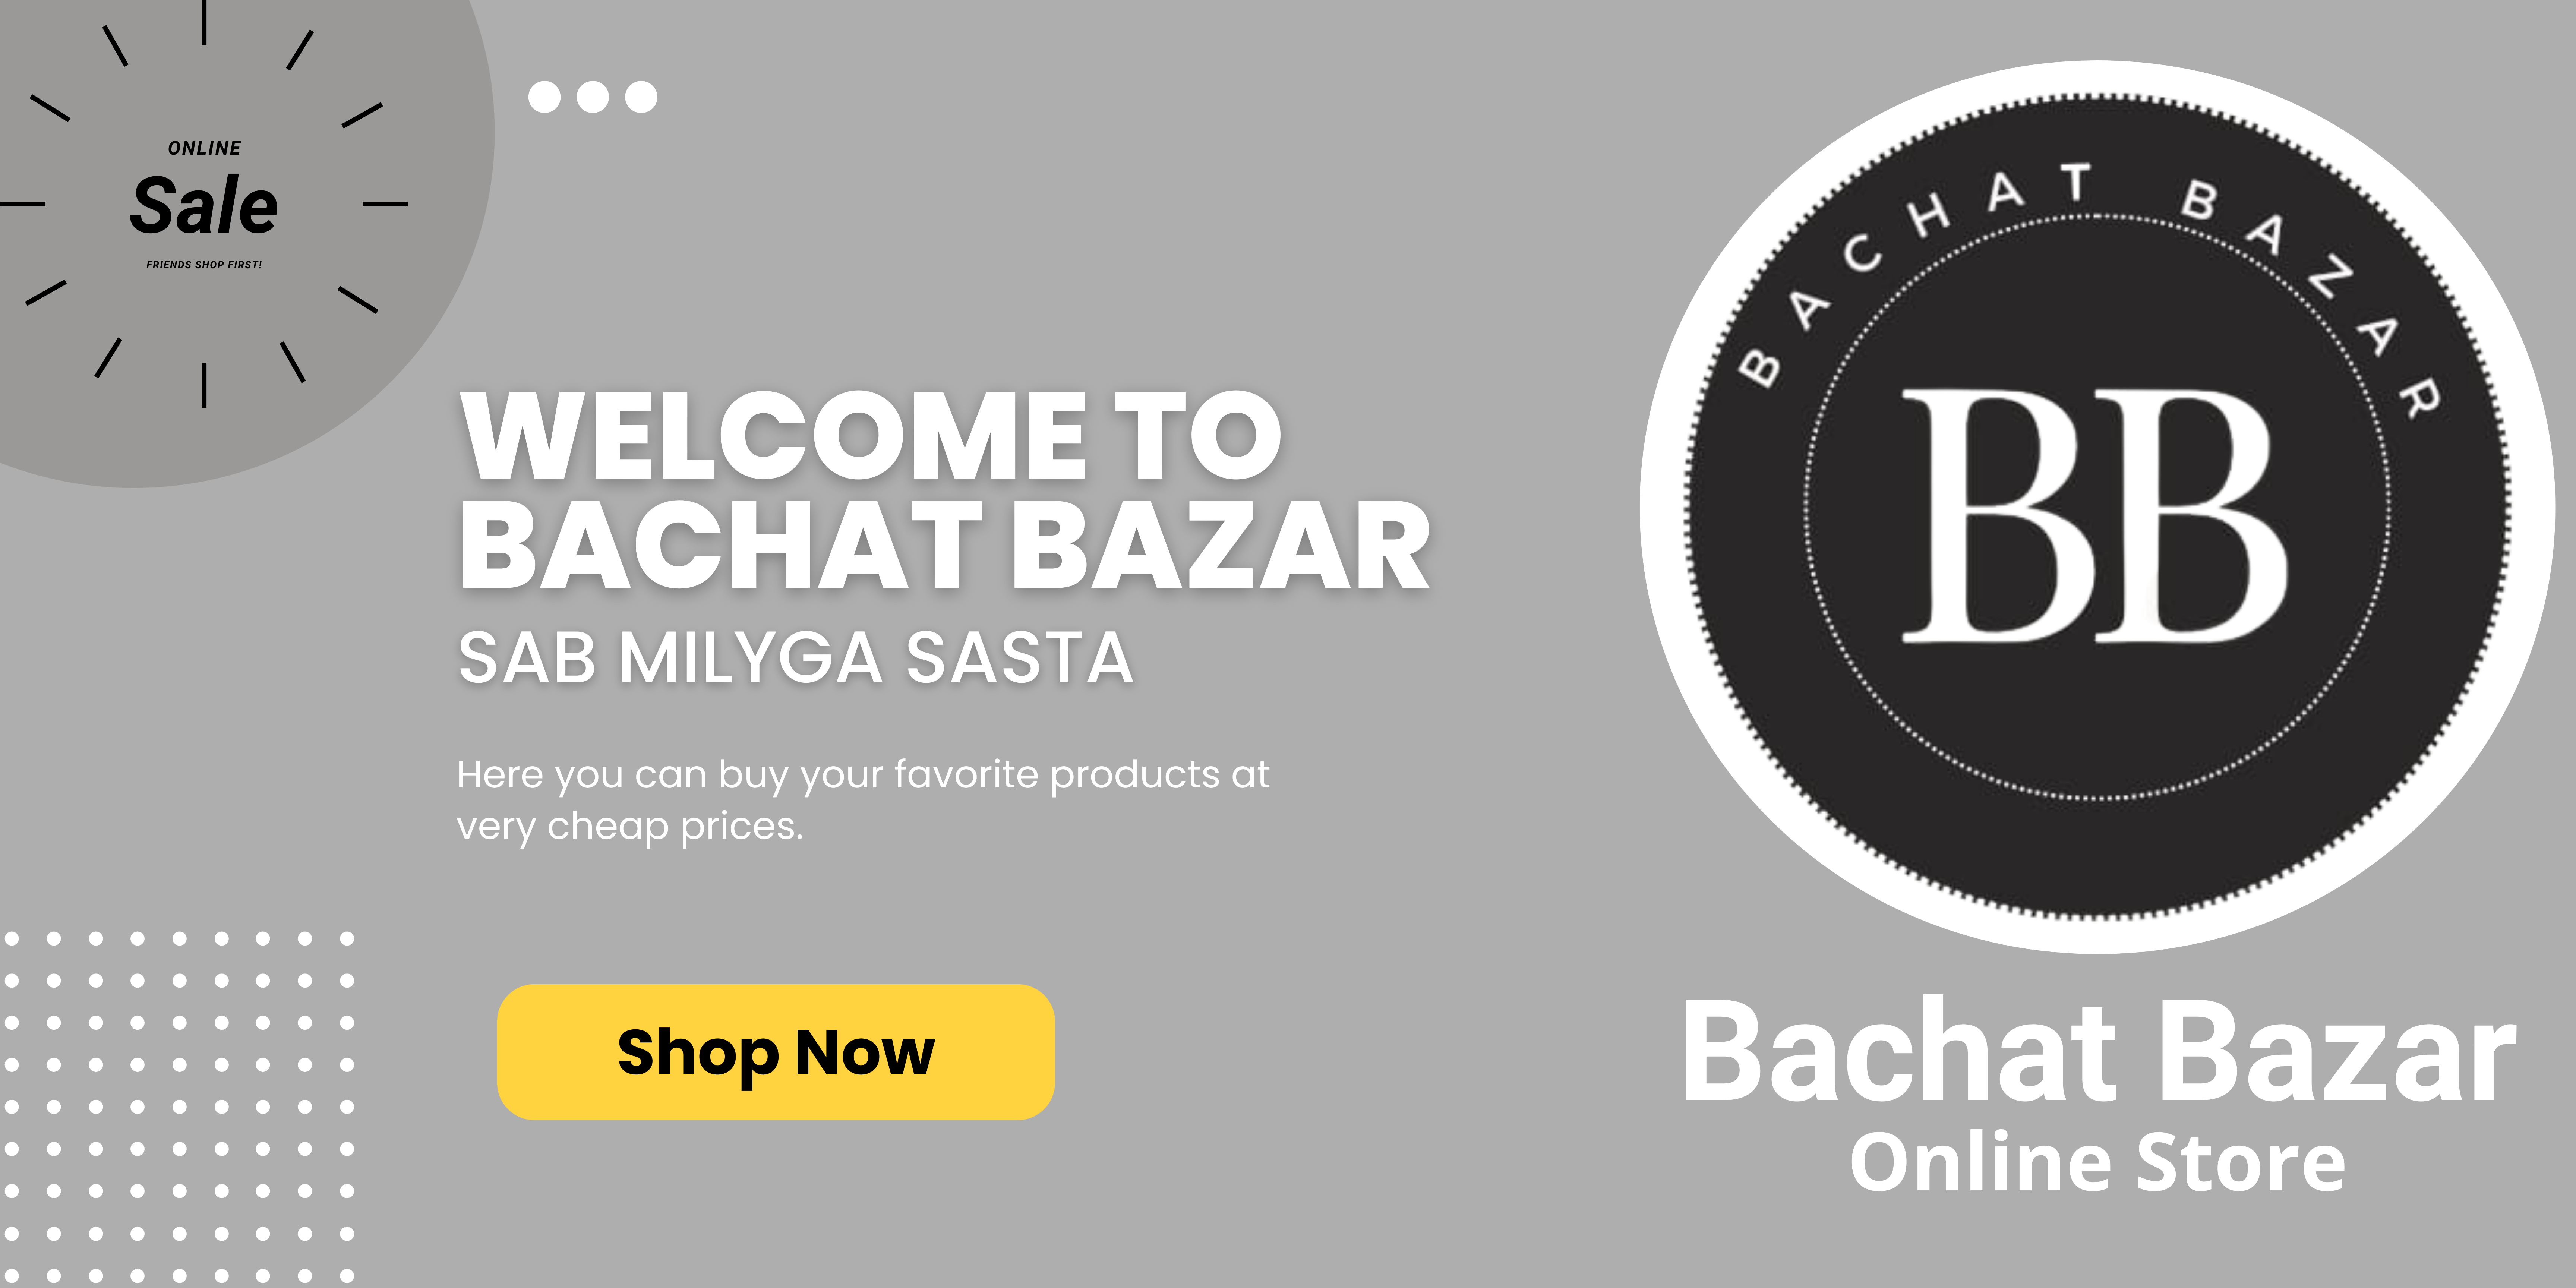 ONLINE
Sale
FRIENDS SHOP FIRST!
WELCOME TO
BACHAT BAZAR
SAB MILYGA SASTA
Here you can buy your favorite products at
very cheap prices.
Shop Now
BACHAT BAZAR
BB
Bachat Bazar
Online Store